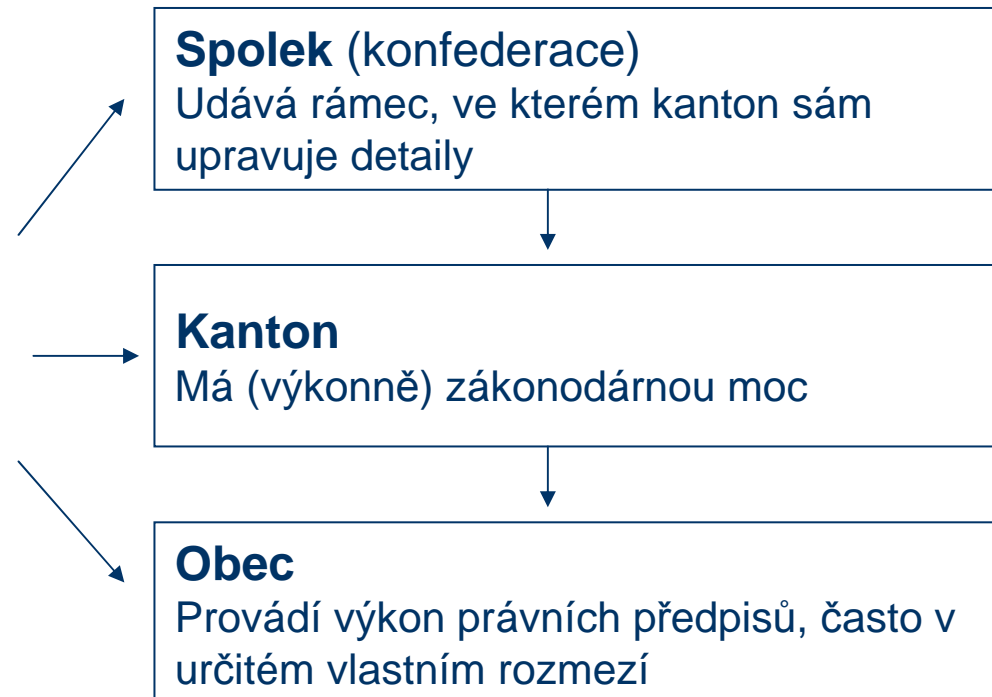 Spolek (konfederace)
Udává rámec, ve kterém kanton sám
upravuje detaily
Kanton
Má (výkonně) zákonodárnou moc
Obec
Provádí výkon právních předpisů, často v
určitém vlastním rozmezí